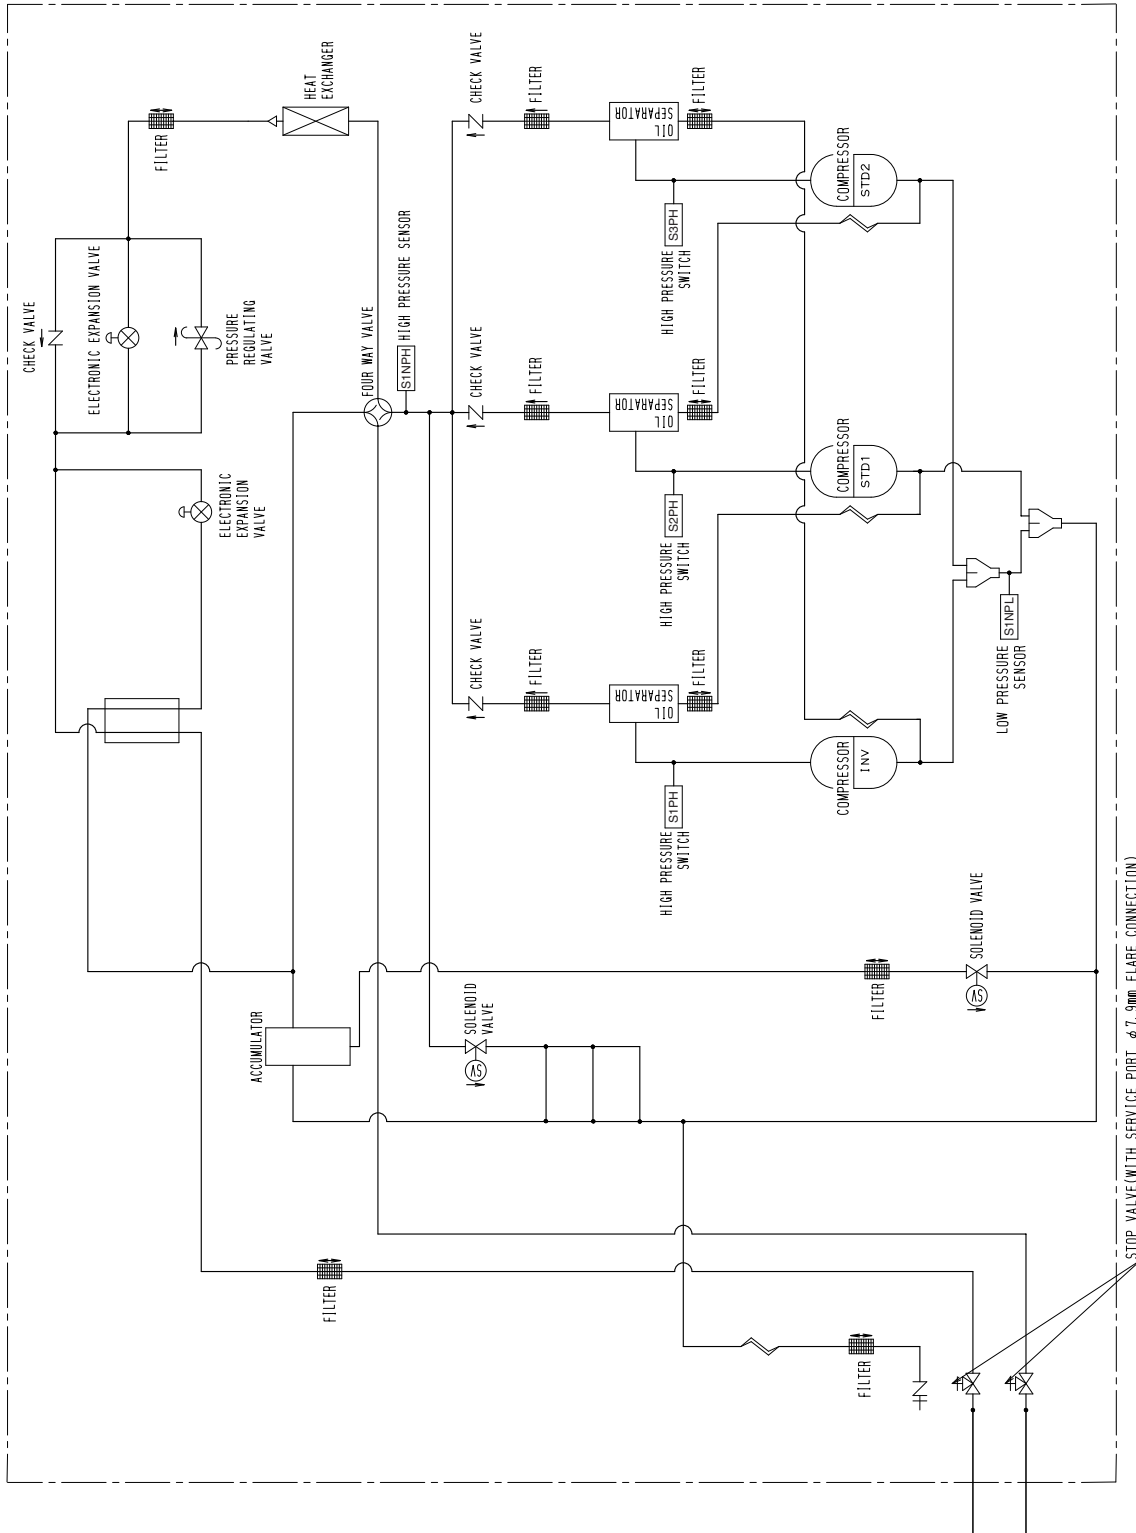 HEAT
EXCHANGER
FILTER
CHECK VALVE
ELECTRONIC EXPANSION VALVE
PRESSURE
REGULATING
VALVE
ELECTRONIC
EXPANSION
VALVE
FOUR WAY VALVE
S1NPH
HIGH PRESSURE SENSOR
CHECK VALVE
FILTER
OIL
SEPARATOR
FILTER
COMPRESSOR
STD2
S3PH
HIGH PRESSURE
SWITCH
CHECK VALVE
FILTER
OIL
SEPARATOR
FILTER
COMPRESSOR
STD1
S2PH
HIGH PRESSURE
SWITCH
CHECK VALVE
FILTER
OIL
SEPARATOR
FILTER
COMPRESSOR
INV
S1PH
HIGH PRESSURE
SWITCH
S1NPL
LOW PRESSURE
SENSOR
ACCUMULATOR
SOLENOID
VALVE
SV
FILTER
SOLENOID VALVE
SV
FILTER
FILTER
STOP VALVE(WITH SERVICE PORT φ7.9mm FLARE CONNECTION)